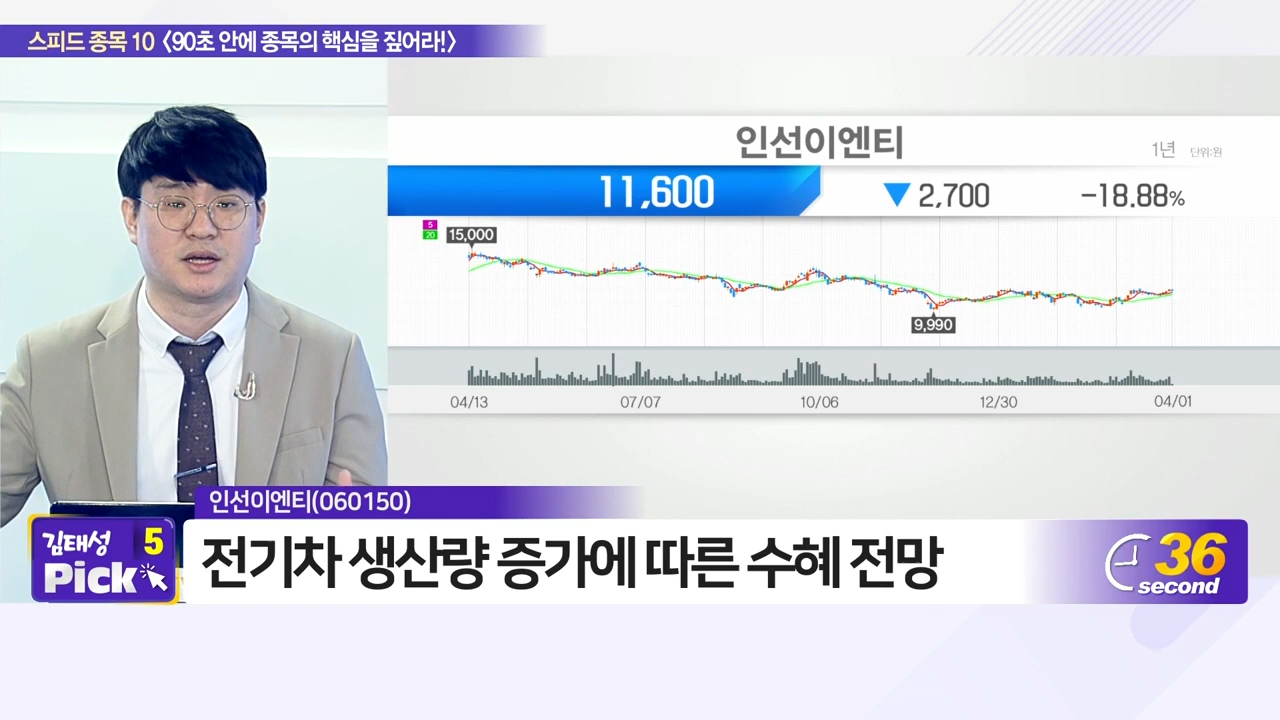 스피드 종목 10 <90초 안에 종목의 핵심을 짚어라!>
인선이엔티
1년 단위:원
11,600
▼ 2,700
-18.88%
5
20
15,000
9,990
04/13 07/07 10/06 12/30 04/01
인선이엔티(060150)
김태성 5
Pick
전기차 생산량 증가에 따른 수혜 전망
36
second